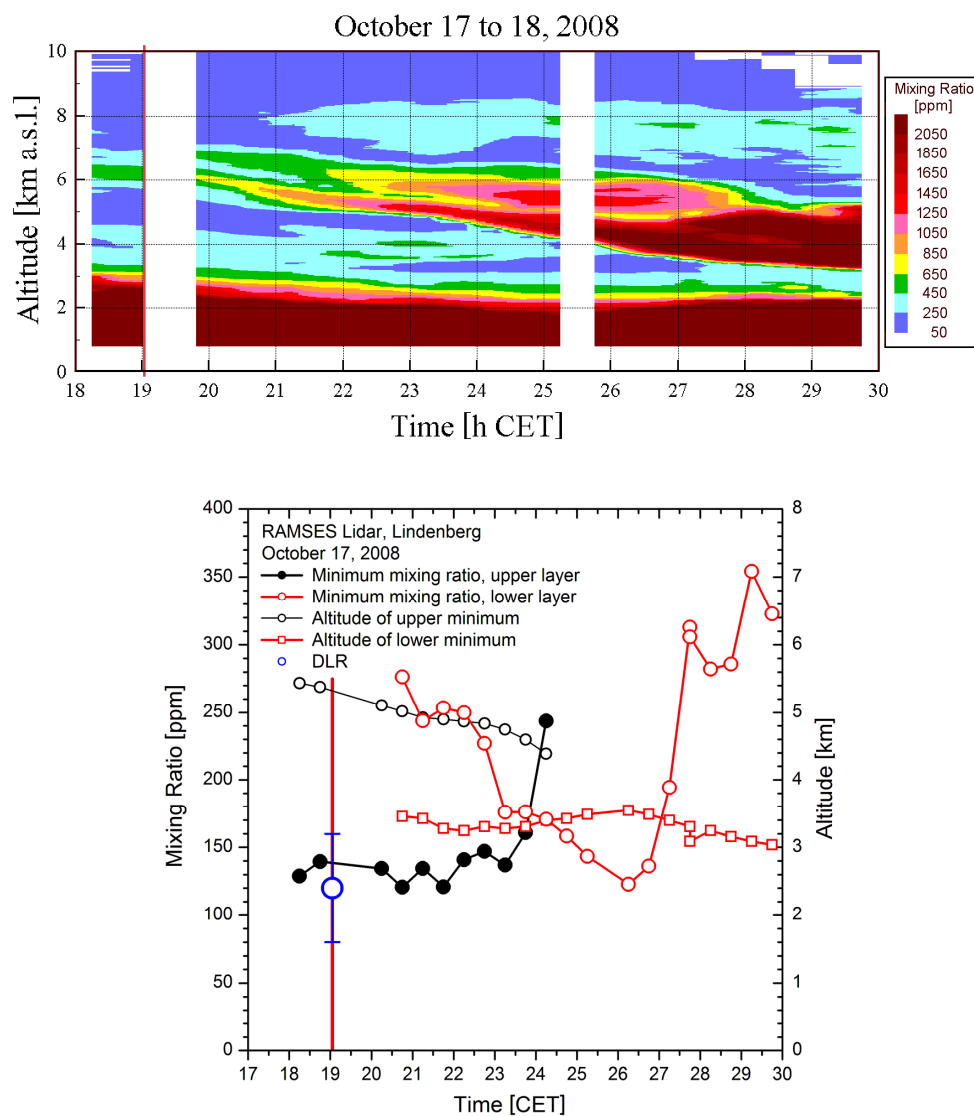 October 17 to 18, 2008
10
8
6
4
2
0
Altitude [km a.s.l.]
18 19 20 21 22 23 24 25 26 27 28 29 30
Time [h CET]
Mixing Ratio
[ppm]
2050
1850
1650
1450
1250
1050
850
650
450
250
50
400
350
300
250
200
150
100
50
0
Mixing Ratio [ppm]
RAMSES Lidar, Lindenberg
October 17, 2008
Minimum mixing ratio, upper layer
Minimum mixing ratio, lower layer
Altitude of upper minimum
Altitude of lower minimum
DLR
8
7
6
5
4
3
2
1
0
Altitude [km]
17 18 19 20 21 22 23 24 25 26 27 28 29 30
Time [CET]